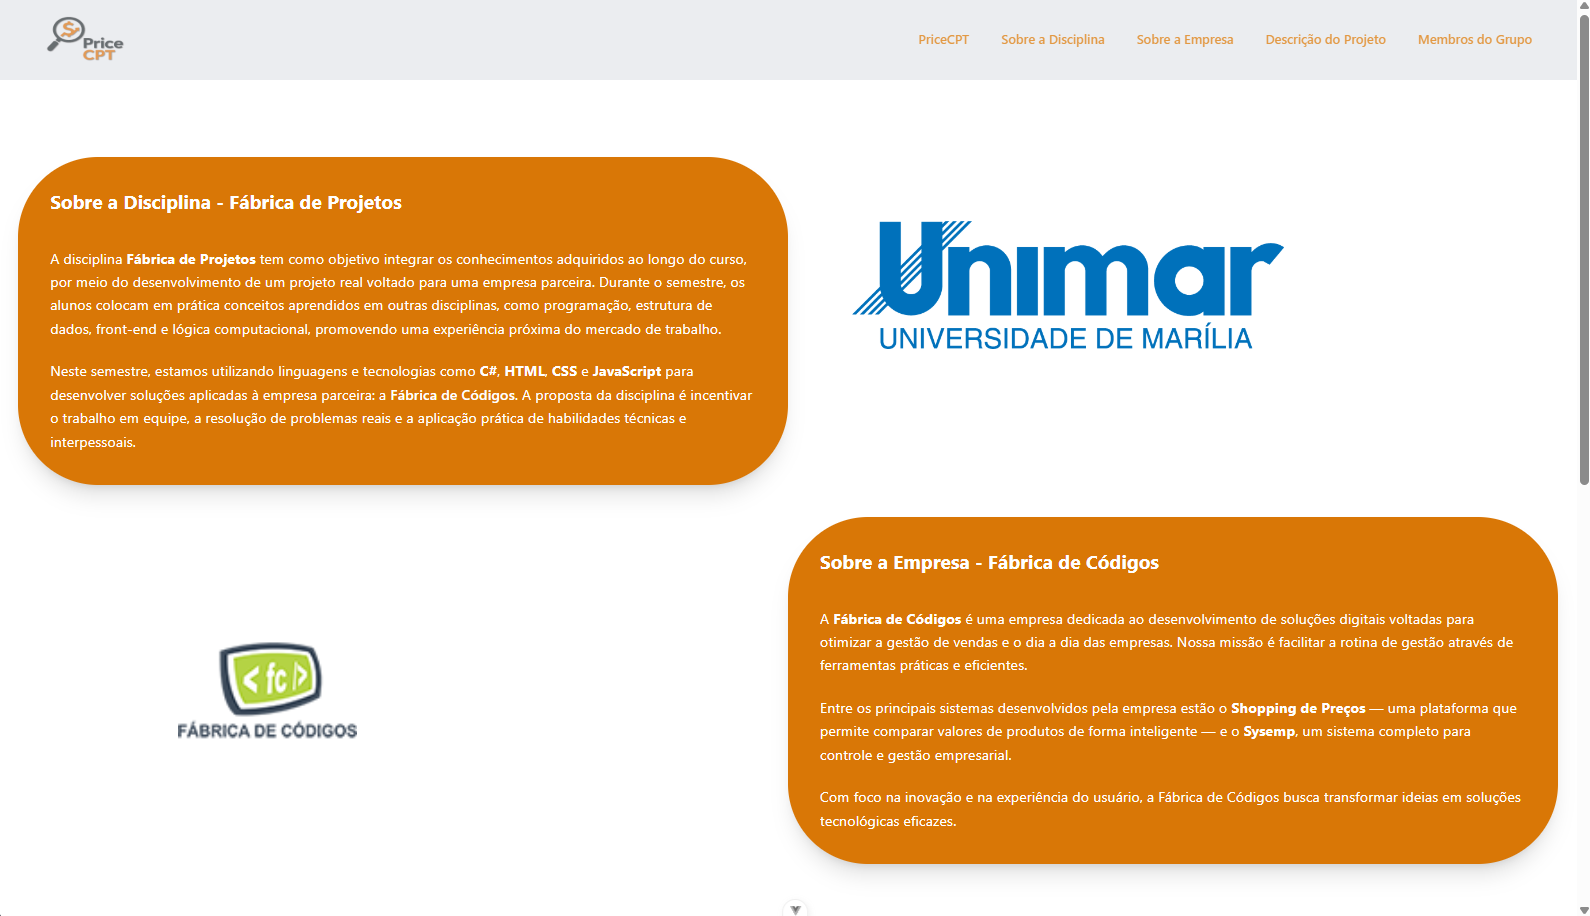 Price
CPT
PriceCPT Sobre a Disciplina Sobre a Empresa Descrição do Projeto Membros do Grupo
Sobre a Disciplina - Fábrica de Projetos
A disciplina Fábrica de Projetos tem como objetivo integrar os conhecimentos adquiridos ao longo do curso,
por meio do desenvolvimento de um projeto real voltado para uma empresa parceira. Durante o semestre, os
alunos colocam em prática conceitos aprendidos em outras disciplinas, como programação, estrutura de
dados, front-end e lógica computacional, promovendo uma experiência próxima do mercado de trabalho.
Neste semestre, estamos utilizando linguagens e tecnologias como C#, HTML, CSS e JavaScript para
desenvolver soluções aplicadas à empresa parceira: a Fábrica de Códigos. A proposta da disciplina é incentivar
o trabalho em equipe, a resolução de problemas reais e a aplicação prática de habilidades técnicas e
interpessoais.
Unimar
UNIVERSIDADE DE MARÍLIA
<fc/>
FÁBRICA DE CÓDIGOS
Sobre a Empresa - Fábrica de Códigos
A Fábrica de Códigos é uma empresa dedicada ao desenvolvimento de soluções digitais voltadas para
otimizar a gestão de vendas e o dia a dia das empresas. Nossa missão é facilitar a rotina de gestão através de
ferramentas práticas e eficientes.
Entre os principais sistemas desenvolvidos pela empresa estão o Shopping de Preços — uma plataforma que
permite comparar valores de produtos de forma inteligente — e o Sysemp, um sistema completo para
controle e gestão empresarial.
Com foco na inovação e na experiência do usuário, a Fábrica de Códigos busca transformar ideias em soluções
tecnológicas eficazes.